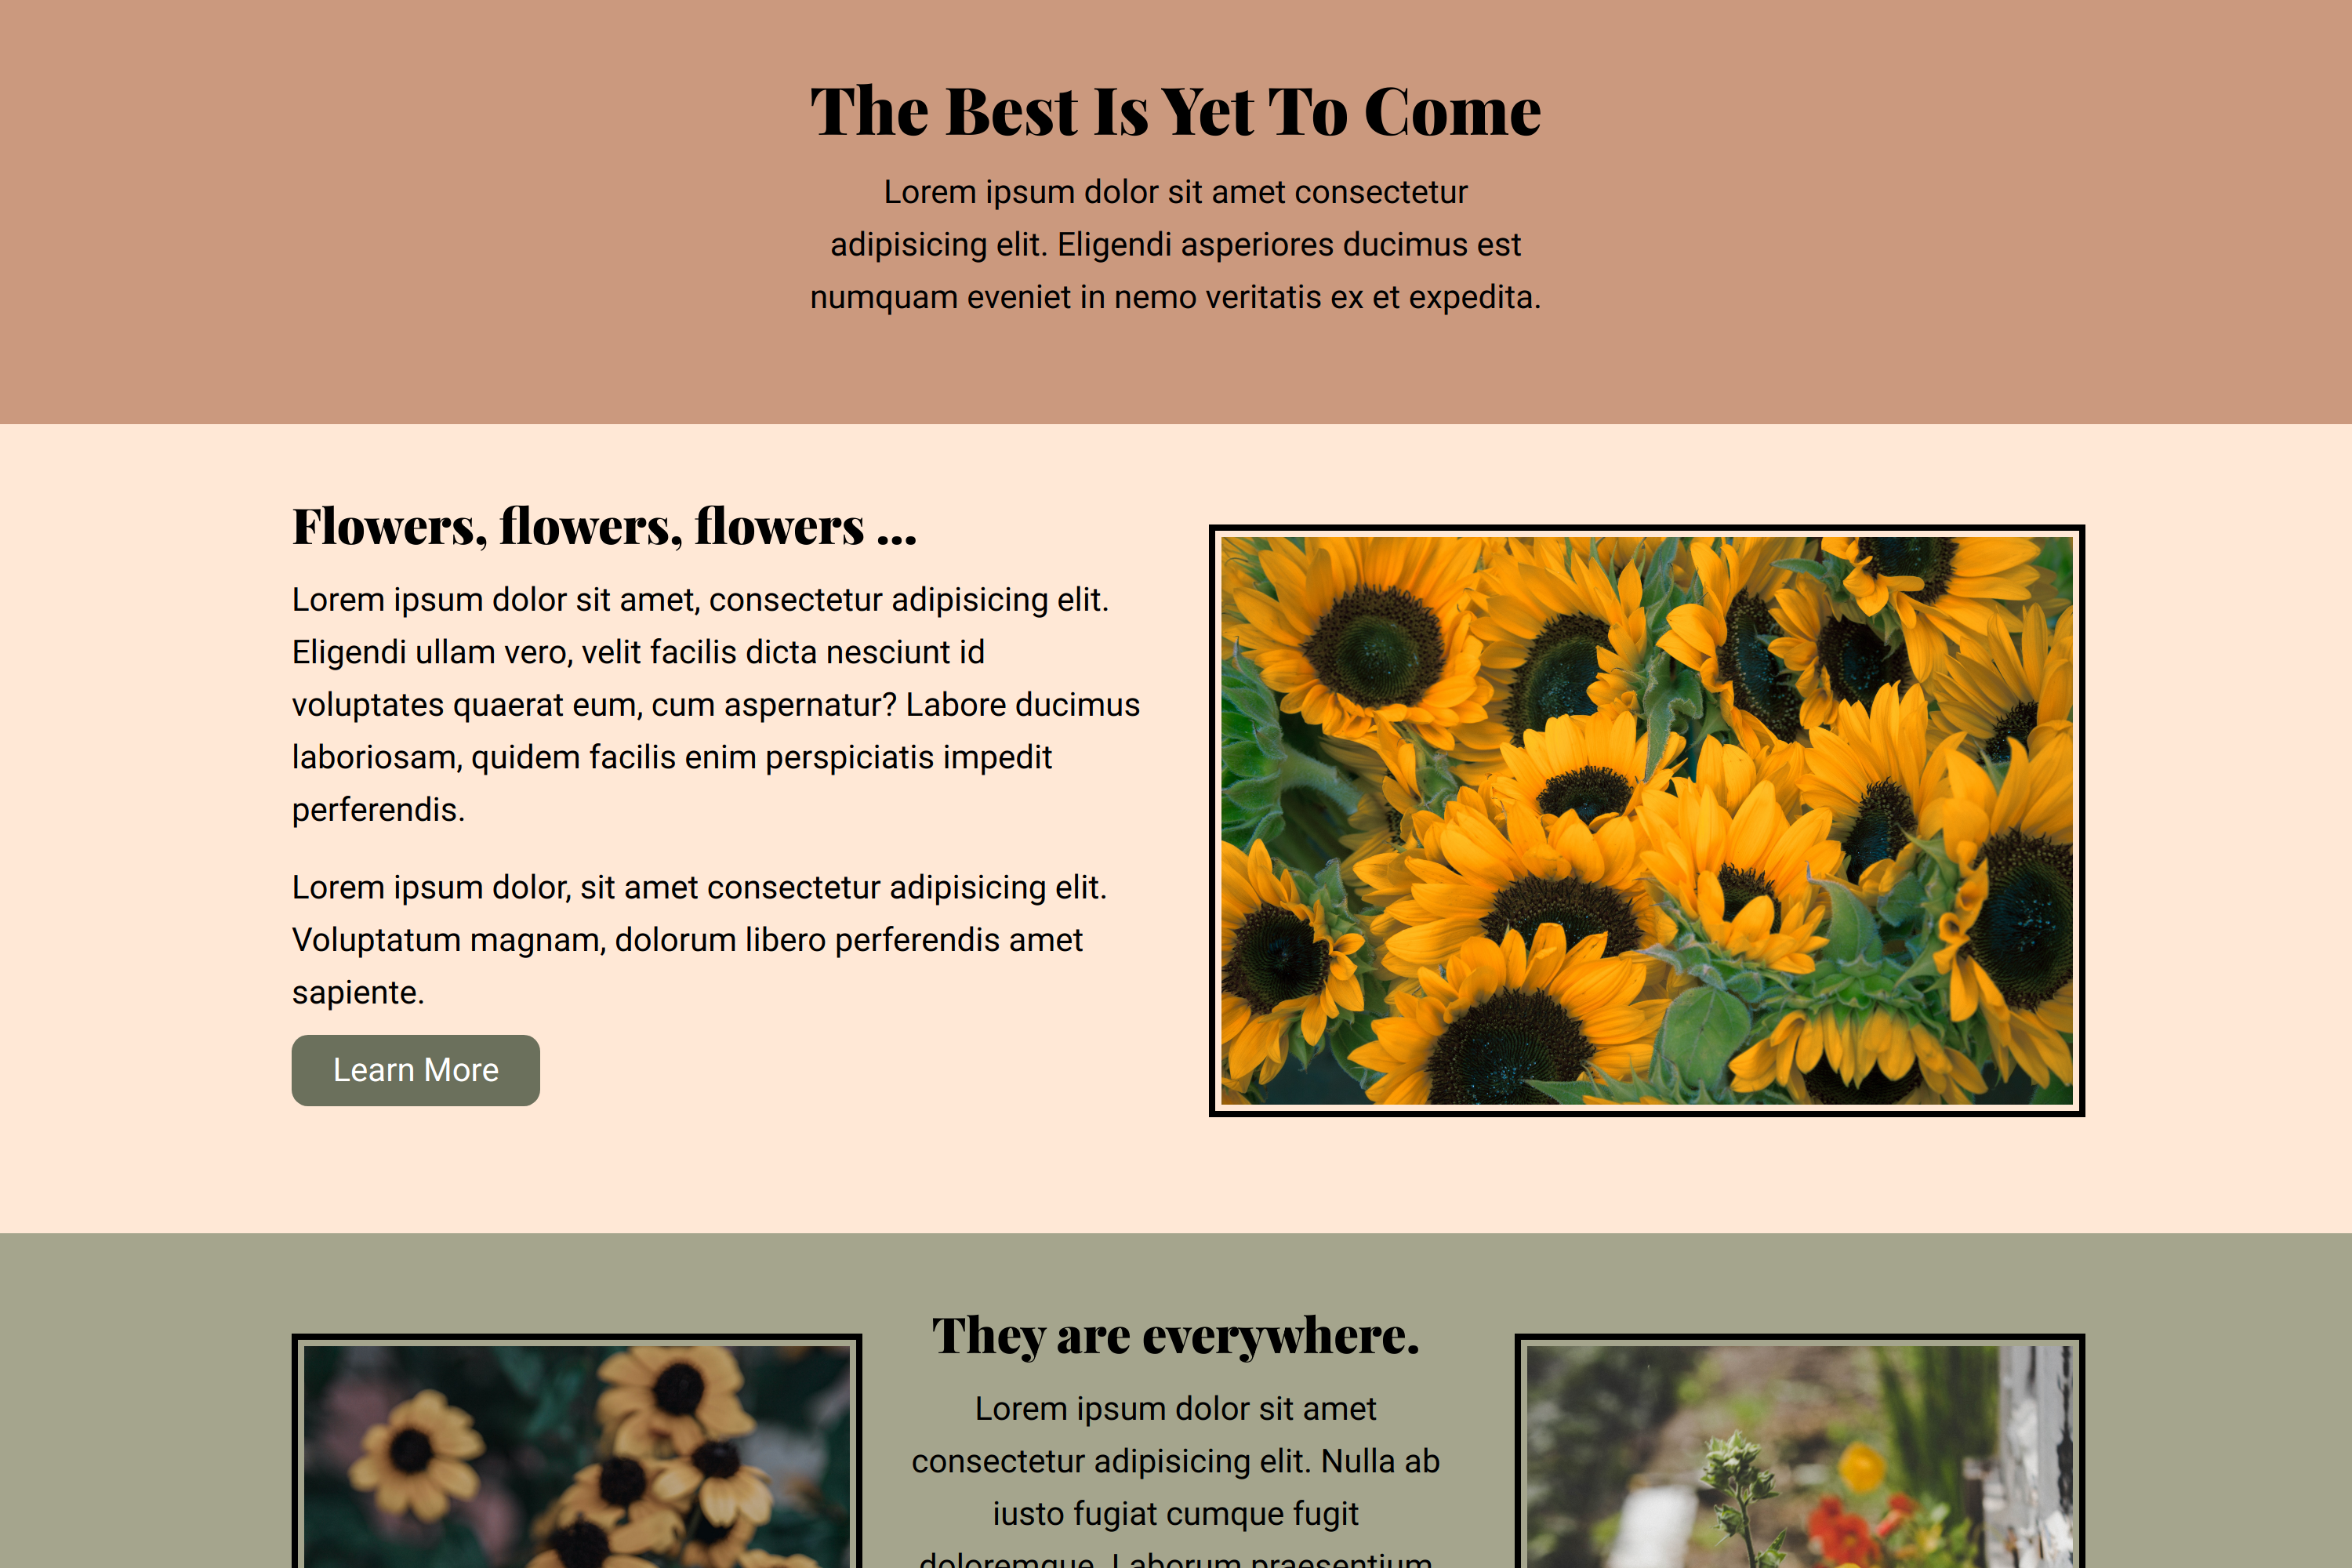 The Best Is Yet To Come
Lorem ipsum dolor sit amet consectetur
adipisicing elit. Eligendi asperiores ducimus est
numquam eveniet in nemo veritatis ex et expedita.
Flowers, flowers, flowers ...
Lorem ipsum dolor sit amet, consectetur adipisicing elit.
Eligendi ullam vero, velit facilis dicta nesciunt id
voluptates quaerat eum, cum aspernatur? Labore ducimus
laboriosam, quidem facilis enim perspiciatis impedit
perferendis.
Lorem ipsum dolor, sit amet consectetur adipisicing elit.
Voluptatum magnam, dolorum libero perferendis amet
sapiente.
Learn More
They are everywhere.
Lorem ipsum dolor sit amet
consectetur adipisicing elit. Nulla ab
iusto fugiat cumque fugit
doloremque. Laborum praesentium